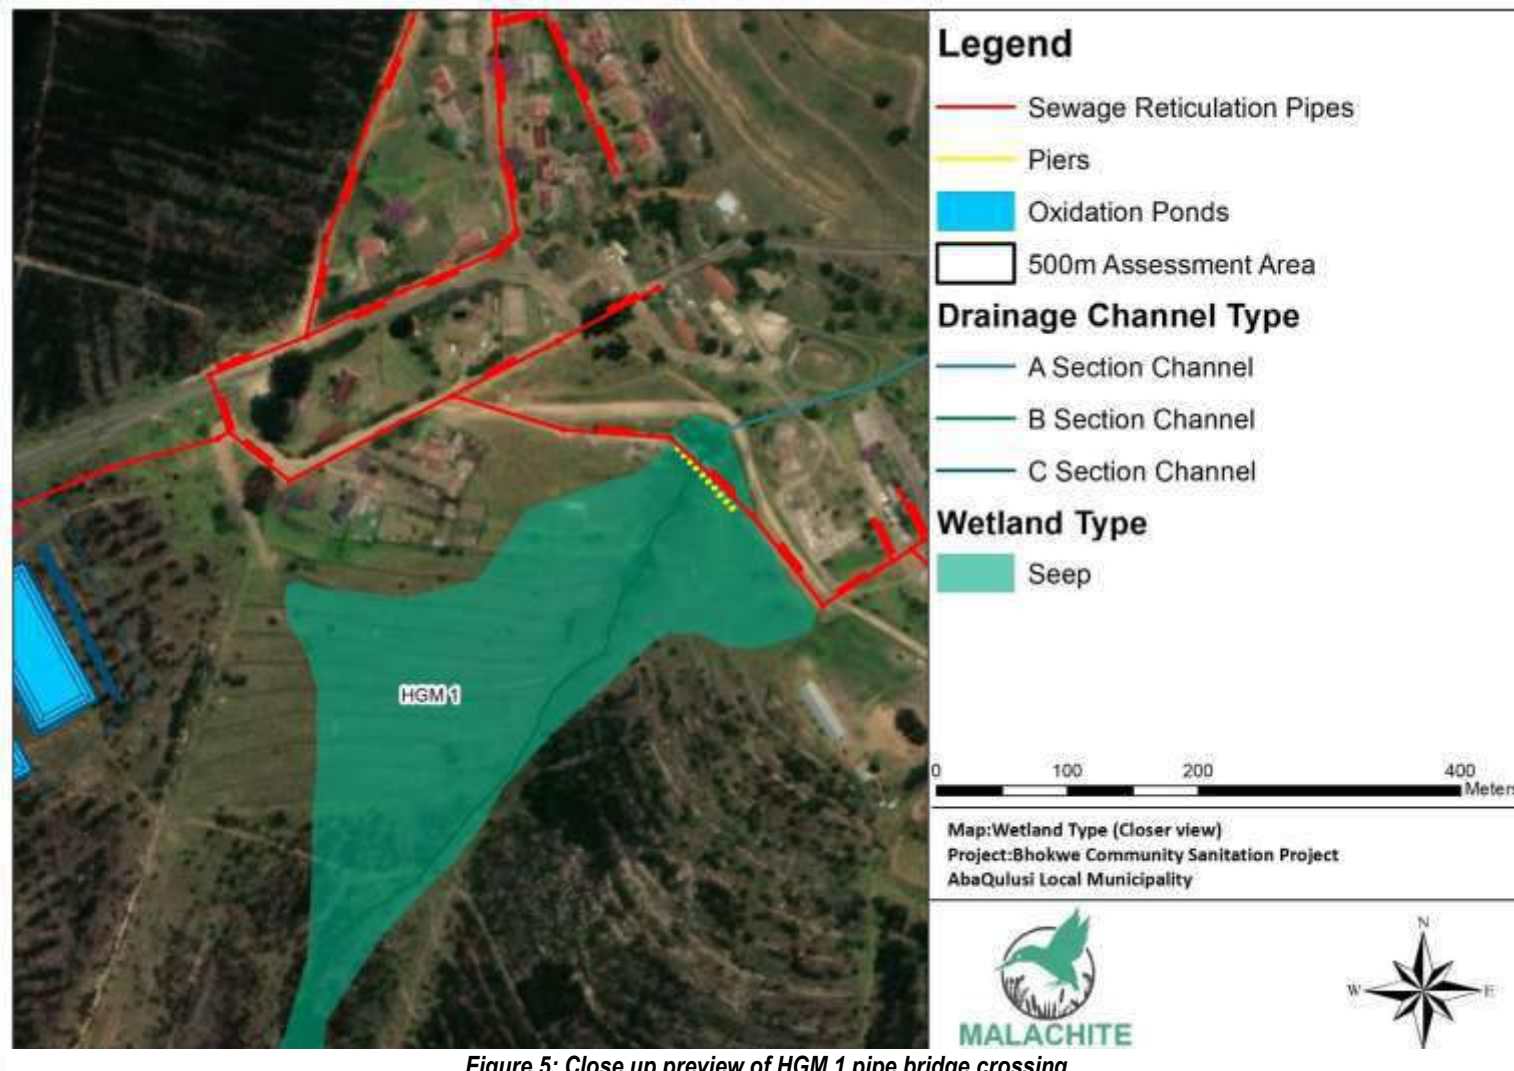 Legend
Sewage Reticulation Pipes
Piers
Oxidation Ponds
500m Assessment Area
Drainage Channel Type
A Section Channel
B Section Channel
C Section Channel
Wetland Type
Seep
HGM 1
0 100 200 400
Meters
Map:Wetland Type (Closer view)
Project:Bhokwe Community Sanitation Project
AbaQulusi Local Municipality
MALACHITE
N
W E
Figure 5: Close up preview of HGM 1 pipe bridge crossing